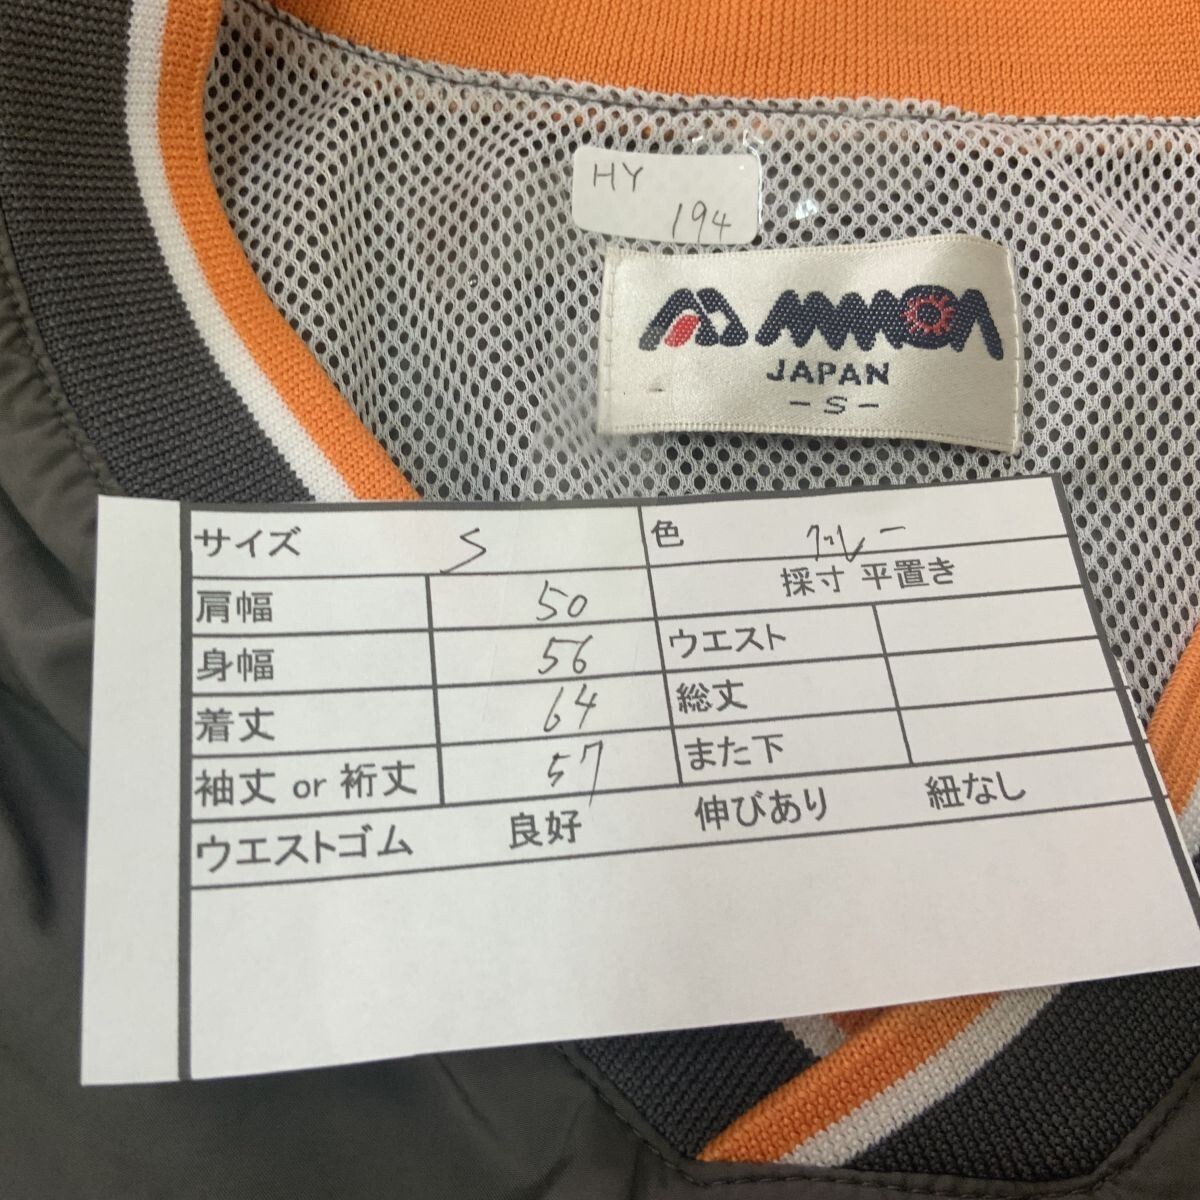 HY
194
JAPAN
-S-
サイズ S 色 グレー
肩幅 50 採寸 平置き
身幅 56 ウエスト
着丈 64 総丈
袖丈 or 裄丈 57 また下
ウエストゴム 良好 伸びあり 紐なし